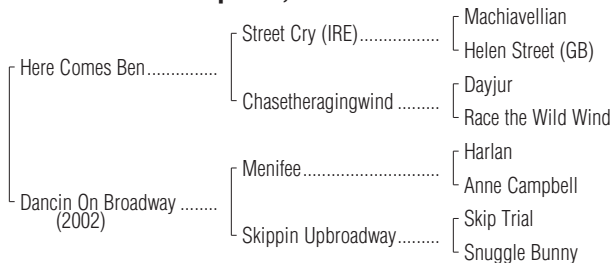 Machiavellian
Street Cry (IRE)..................
Helen Street (GB)
Here Comes Ben...............
Dayjur
Chasetheragingwind .........
Race the Wild Wind
Harlan
Menifee........................
Anne Campbell
Dancin On Broadway ........
(2002)
Skip Trial
Skippin Upbroadway.........
Snuggle Bunny